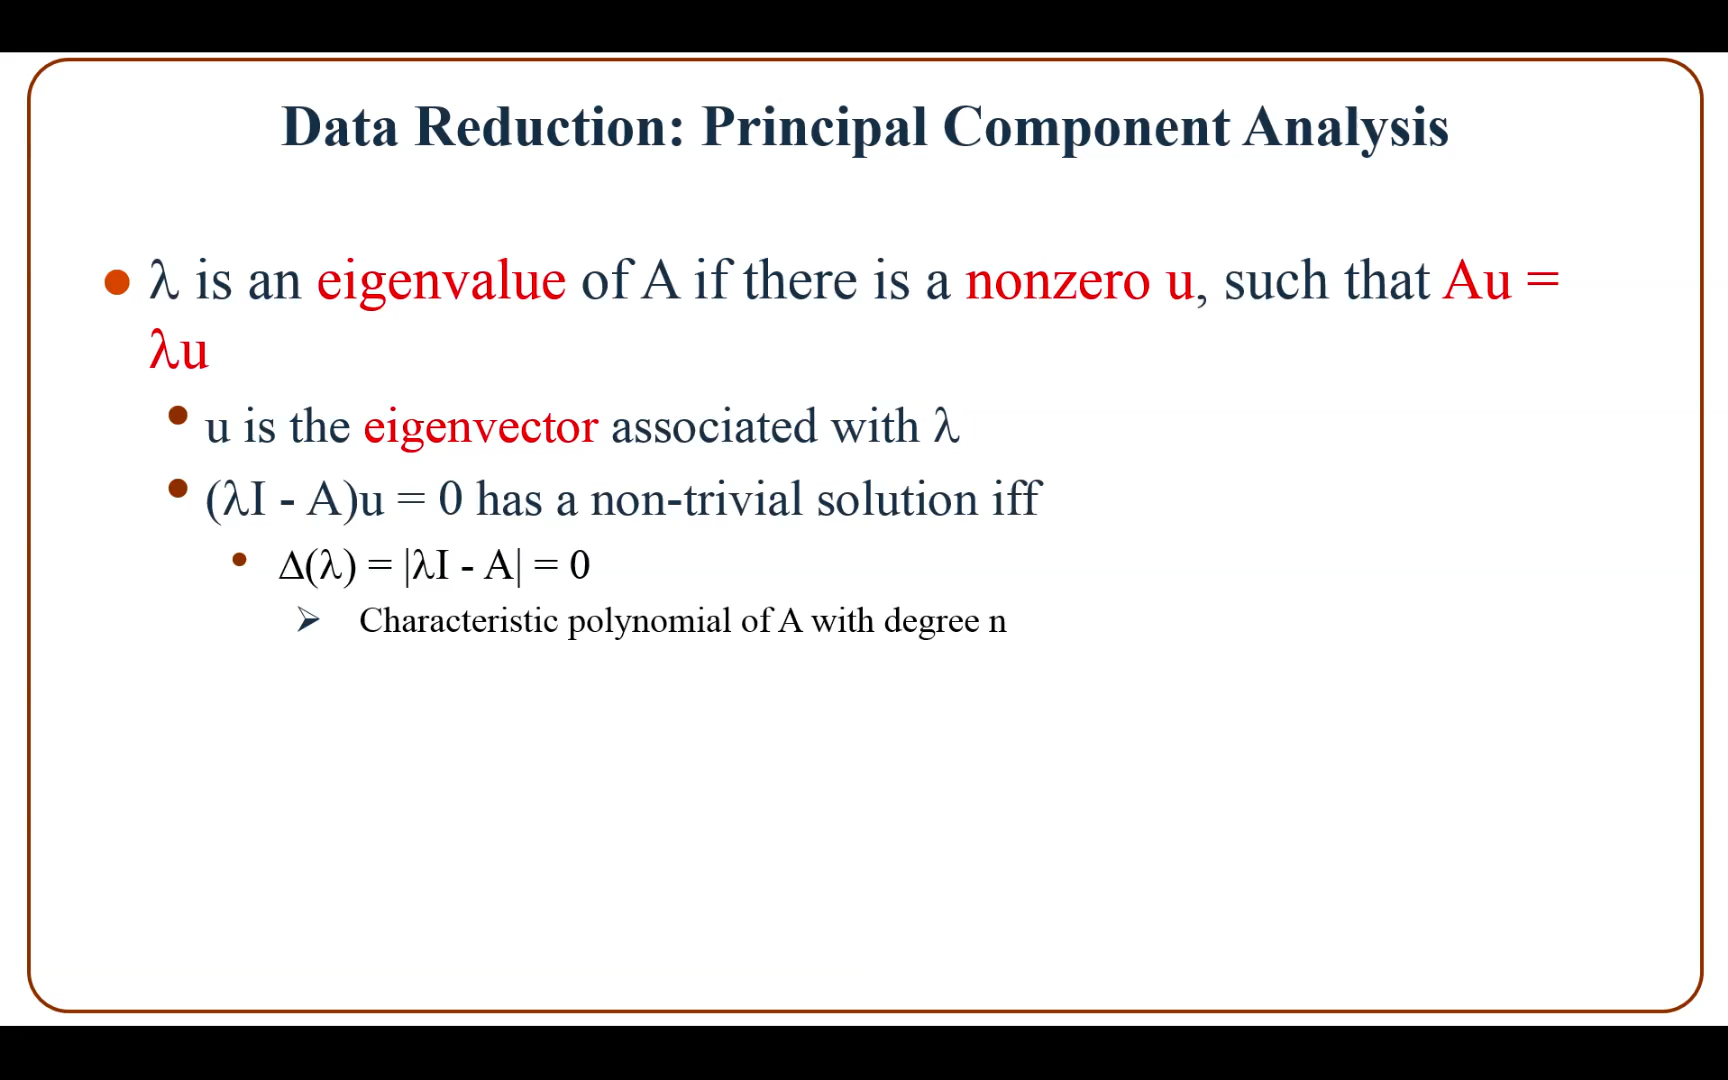 Data Reduction: Principal Component Analysis
λ is an eigenvalue of A if there is a nonzero u, such that Au =
λu
u is the eigenvector associated with λ
(λI - A)u = 0 has a non-trivial solution iff
Δ(λ) = |λI - A| = 0
Characteristic polynomial of A with degree n